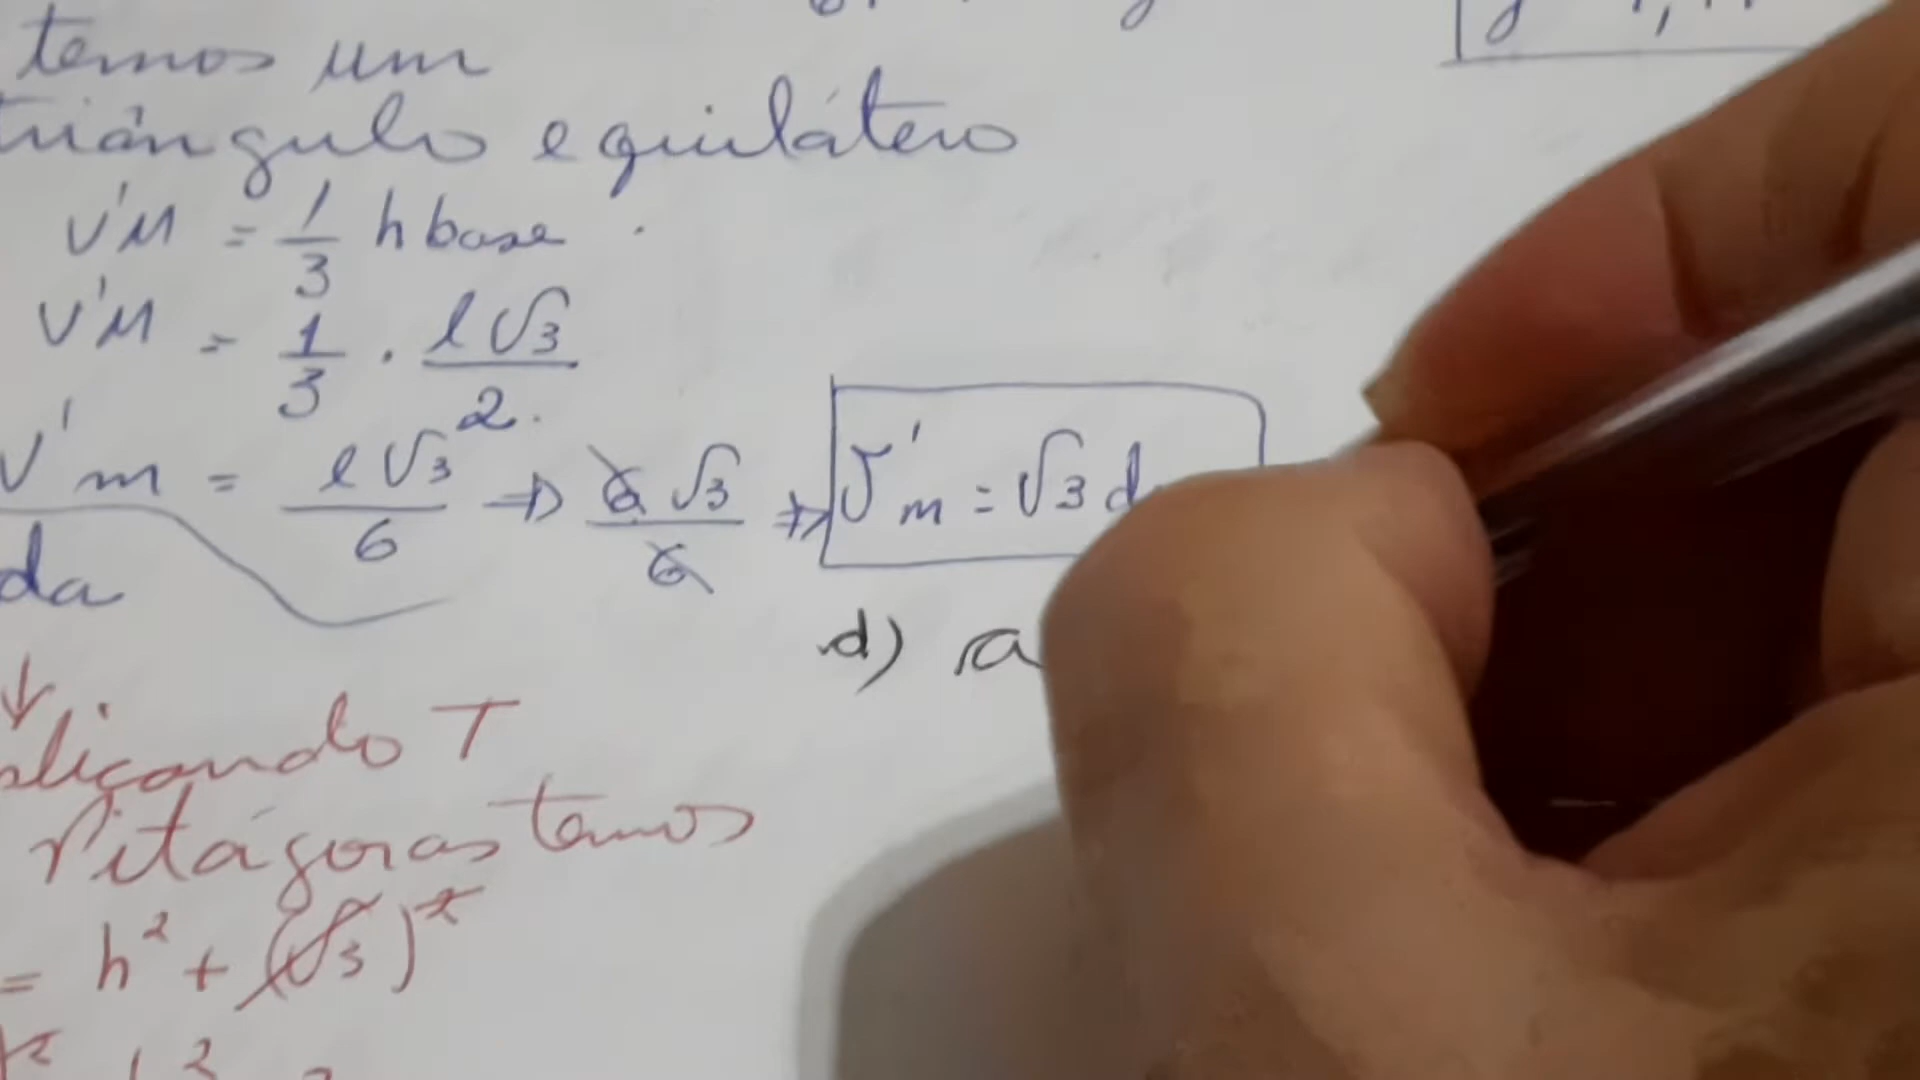 temos um
triângulo equilátero
V'M = 1/3 h base
V'M = 1/3 . l√3/2
V'm = l√3/6 ⇒ 6√3/6 ⇒ V'm = √3 d
da
d) a
↓
Pitágoras temos
= h² + (√3)²